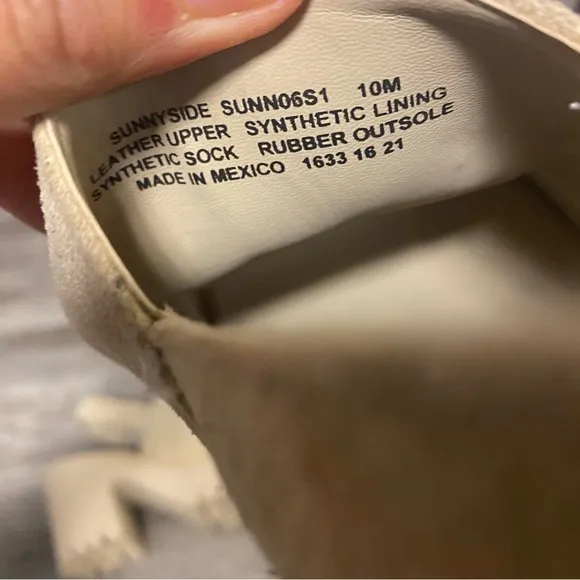 SUNNYSIDE SUNN06S1 10M
LEATHER UPPER SYNTHETIC LINING
SYNTHETIC SOCK RUBBER OUTSOLE
MADE IN MEXICO 1633 16 21